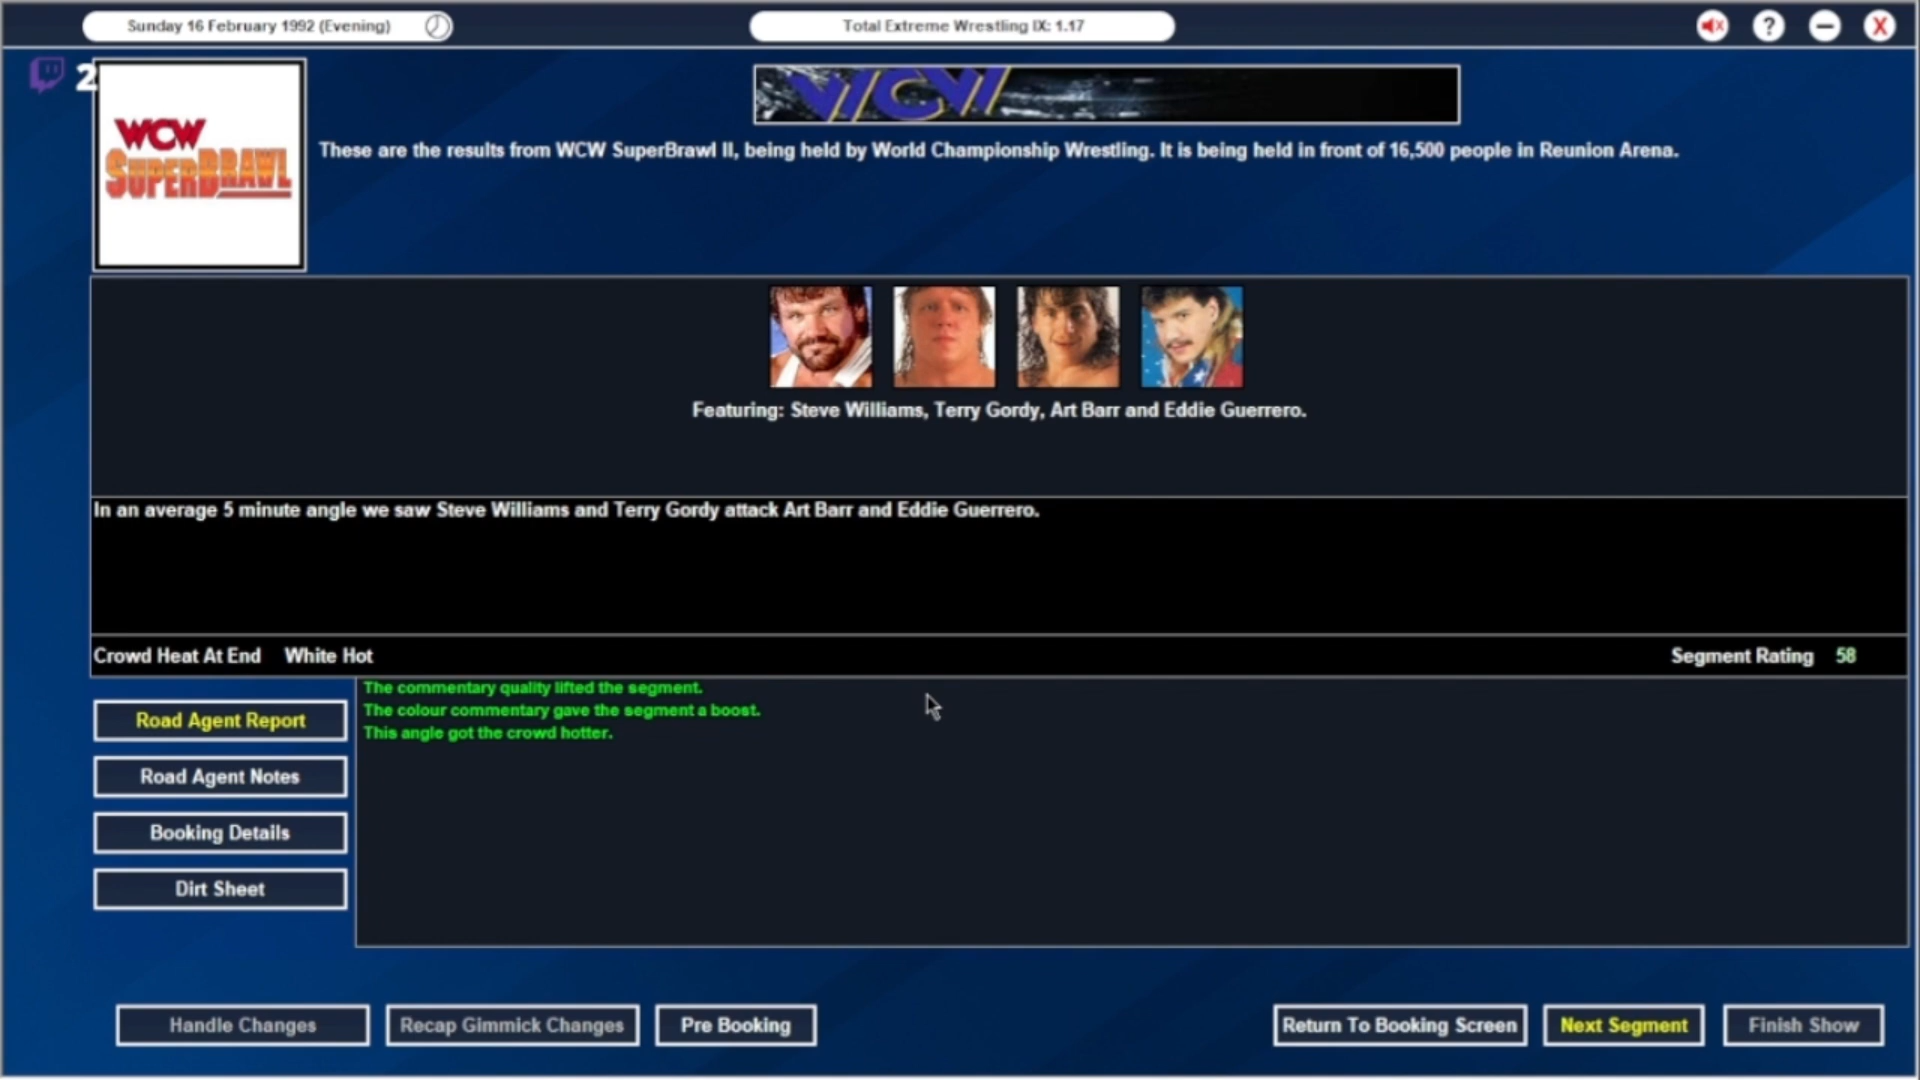 Sunday 16 February 1992 (Evening)
Total Extreme Wrestling IX: 1.17
?
X
2
WCW
SUPERBRAWL
WCW
These are the results from WCW SuperBrawl II, being held by World Championship Wrestling. It is being held in front of 16,500 people in Reunion Arena.
Featuring: Steve Williams, Terry Gordy, Art Barr and Eddie Guerrero.
In an average 5 minute angle we saw Steve Williams and Terry Gordy attack Art Barr and Eddie Guerrero.
Crowd Heat At End White Hot
Segment Rating 58
Road Agent Report
Road Agent Notes
Booking Details
Dirt Sheet
The commentary quality lifted the segment.
The colour commentary gave the segment a boost.
This angle got the crowd hotter.
Handle Changes
Recap Gimmick Changes
Pre Booking
Return To Booking Screen
Next Segment
Finish Show